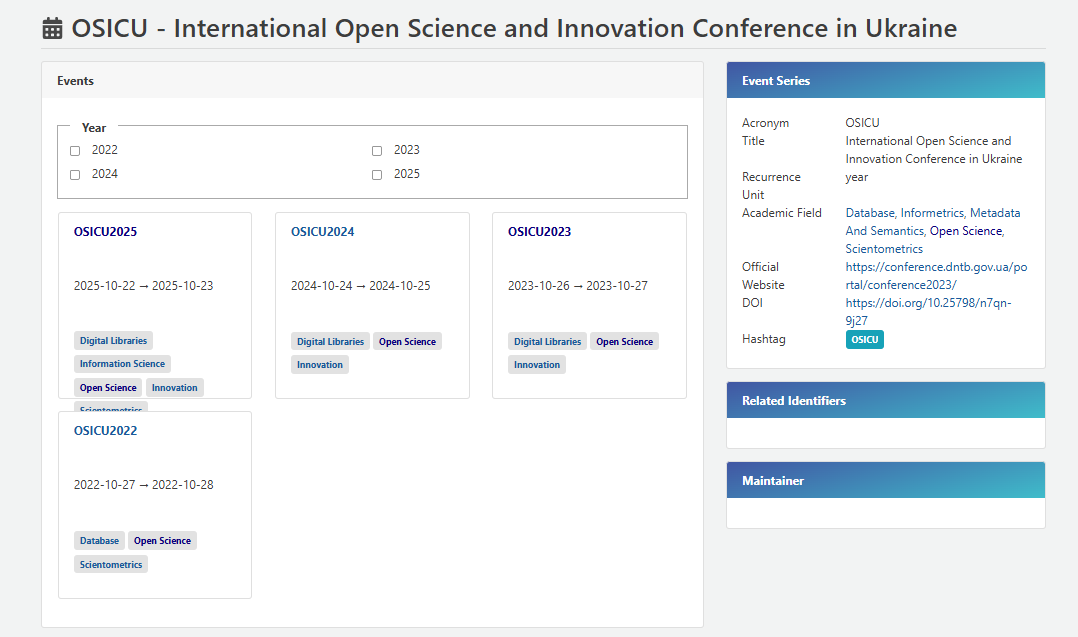 OSICU - International Open Science and Innovation Conference in Ukraine
Events
Year
2022
2023
2024
2025
OSICU2025
2025-10-22 → 2025-10-23
Digital Libraries
Information Science
Open Science Innovation
Scientometrics
OSICU2024
2024-10-24 → 2024-10-25
Digital Libraries Open Science
Innovation
OSICU2023
2023-10-26 → 2023-10-27
Digital Libraries Open Science
Innovation
OSICU2022
2022-10-27 → 2022-10-28
Database Open Science
Scientometrics
Event Series
Acronym OSICU
Title International Open Science and
Innovation Conference in Ukraine
Recurrence year
Unit
Academic Field Database, Informetrics, Metadata
And Semantics, Open Science,
Scientometrics
Official https://conference.dntb.gov.ua/po
Website rtal/conference2023/
DOI https://doi.org/10.25798/n7qn-
9j27
Hashtag OSICU
Related Identifiers
Maintainer